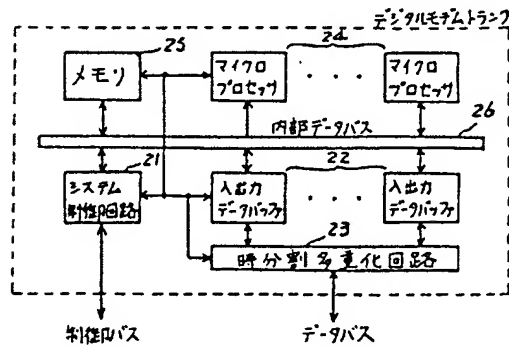 デジタルモデムトランク
25
24
メモリ
マイクロ
プロセッサ
・・・
マイクロ
プロセッサ
内部データバス
26
21
22
システム
制御回路
入出力
データバッファ
・・・
入出力
データバッファ
23
時分割多重化回路
制御バス
データバス